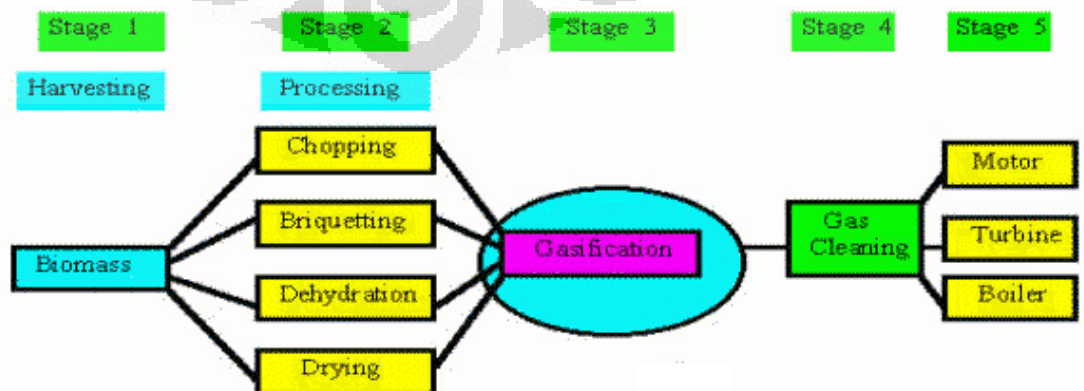 Stage 1
Stage 2
Stage 3
Stage 4
Stage 5
Harvesting
Processing
Chopping
Briquetting
Dehydration
Drying
Biomass
Gasification
Gas
Cleaning
Motor
Turbine
Boiler